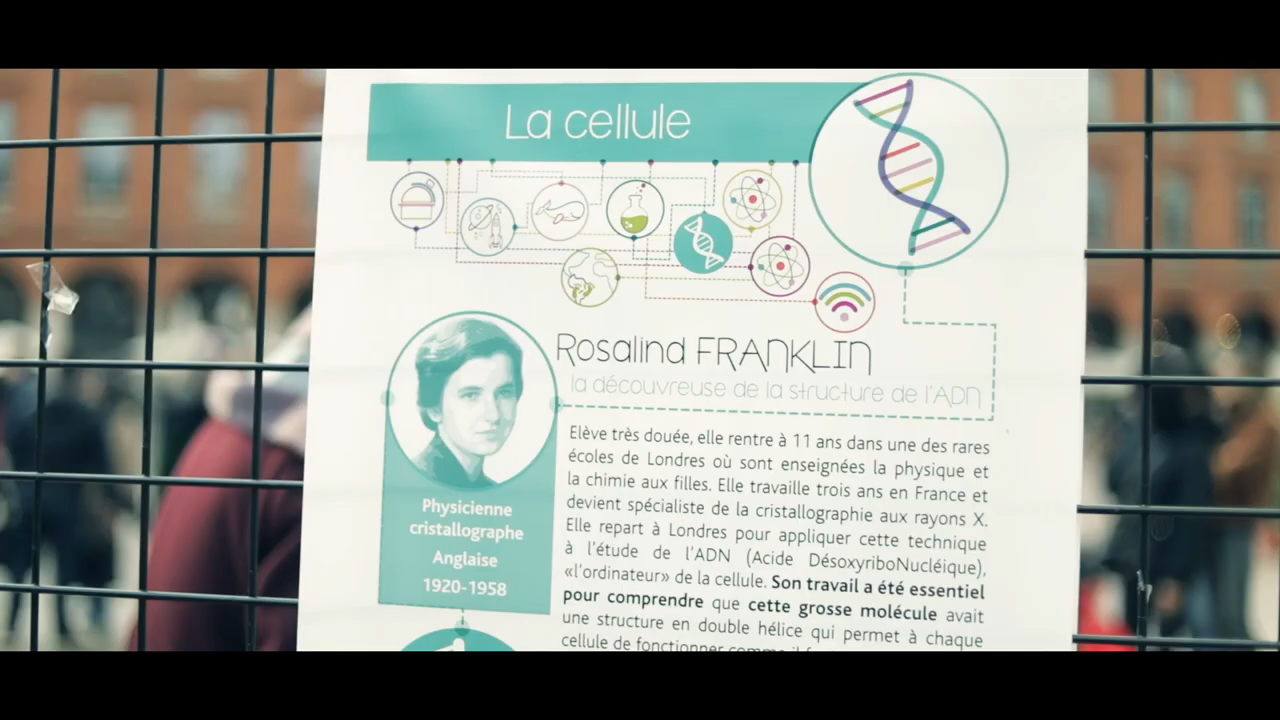 La cellule
Rosalind FRANKLIN
la découvreuse de la structure de l'ADN
Elève très douée, elle rentre à 11 ans dans une des rares
écoles de Londres où sont enseignées la physique et
la chimie aux filles. Elle travaille trois ans en France et
devient spécialiste de la cristallographie aux rayons X.
Elle repart à Londres pour appliquer cette technique
à l'étude de l'ADN (Acide DésoxyriboNucléique),
«l'ordinateur» de la cellule. Son travail a été essentiel
pour comprendre que cette grosse molécule avait
une structure en double hélice qui permet à chaque
cellule de fonctionner
Physicienne
cristallographe
Anglaise
1920-1958